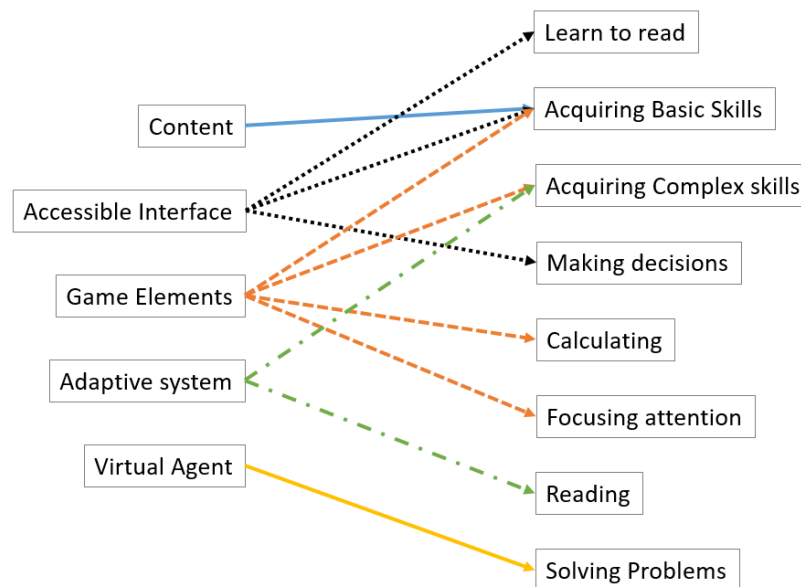 Learn to read
Content
Acquiring Basic Skills
Accessible Interface
Acquiring Complex skills
Making decisions
Game Elements
Calculating
Adaptive system
Focusing attention
Virtual Agent
Reading
Solving Problems